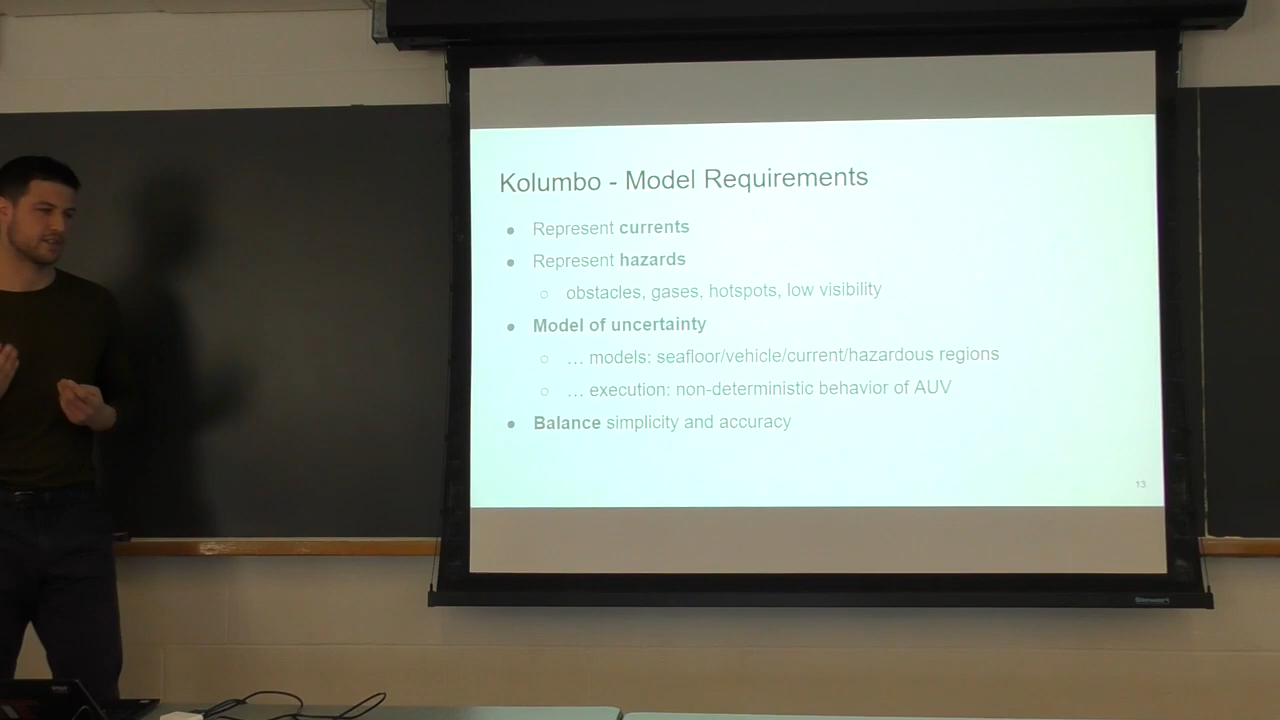 Kolumbo - Model Requirements
● Represent currents
● Represent hazards
○ obstacles, gases, hotspots, low visibility
● Model of uncertainty
○ … models: seafloor/vehicle/current/hazardous regions
○ … execution: non-deterministic behavior of AUV
● Balance simplicity and accuracy
13
Stewart